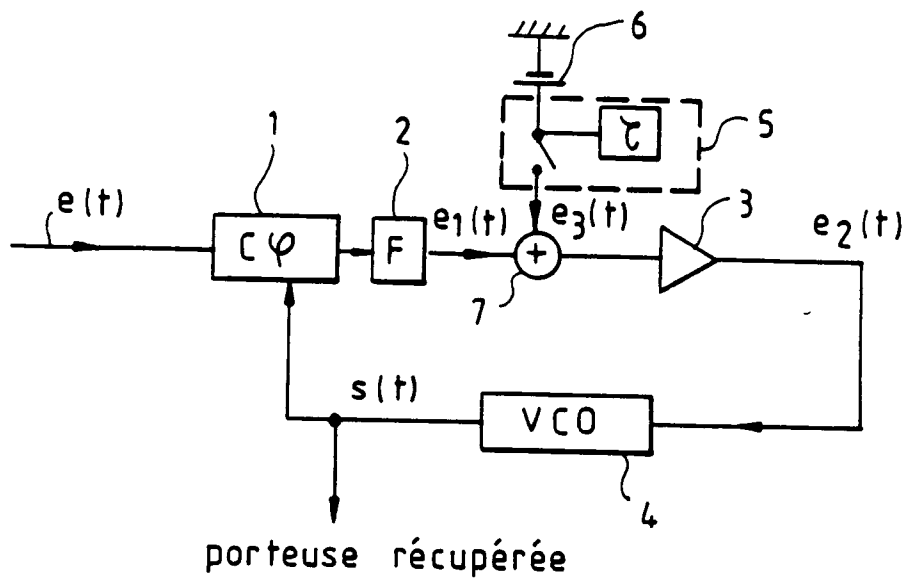 6
τ
5
1
2
3
e(t)
e₁(t)
e₃(t)
e₂(t)
Cφ
F
+
7
s(t)
VCO
4
porteuse récupérée